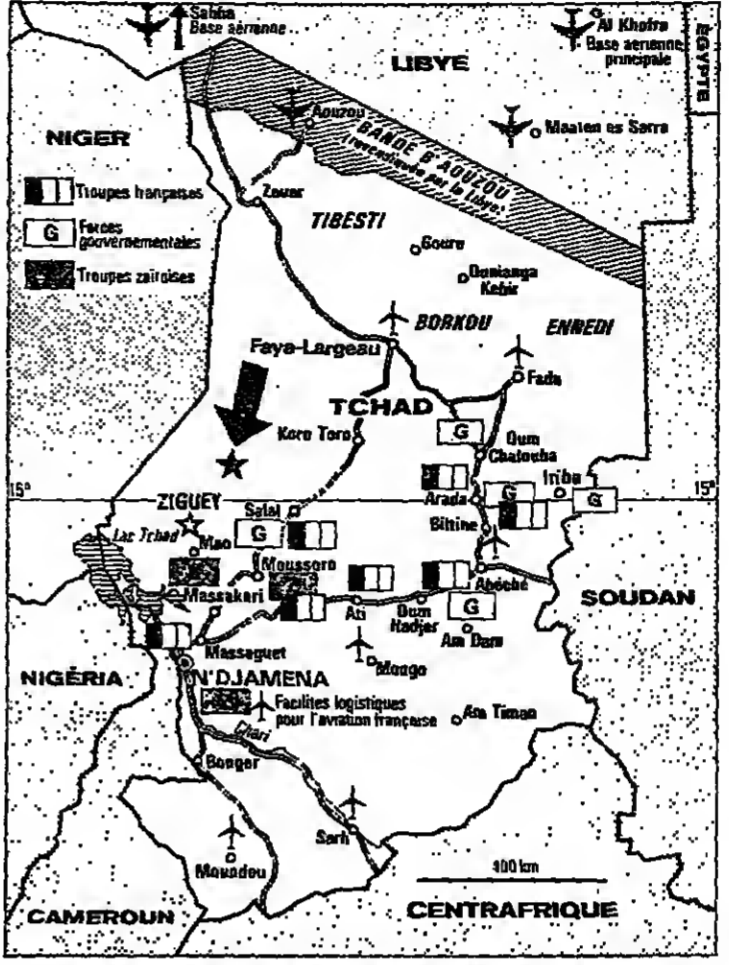 Sabha
Base aérienne
Al Khofra
Base aérienne
principale
LIBYE
EGYPTE
Aouzou
Maaten es Sarra
NIGER
BANDE D'AOUZOU
(revendiquée par la Libye)
Troupes françaises
Zouar
TIBESTI
G
Forces
gouvernementales
Gouro
Ounianga
Kebir
Troupes zaïroises
BORKOU
ENNEDI
Faya-Largeau
Fada
TCHAD
Koro Toro
G
Oum
Chalouba
15°
Arada
G
Iriba
G
15°
ZIGUEY
Salal
Biltine
Lac Tchad
Mao
G
Moussoro
Massakori
Abéché
SOUDAN
Ati
Oum
Hadjer
G
Am Dam
Massaguet
NIGÉRIA
Mongo
N'DJAMENA
Facilités logistiques
pour l'aviation française
Am Timan
Chari
Bongor
Sarh
Moundou
400 km
CAMEROUN
CENTRAFRIQUE